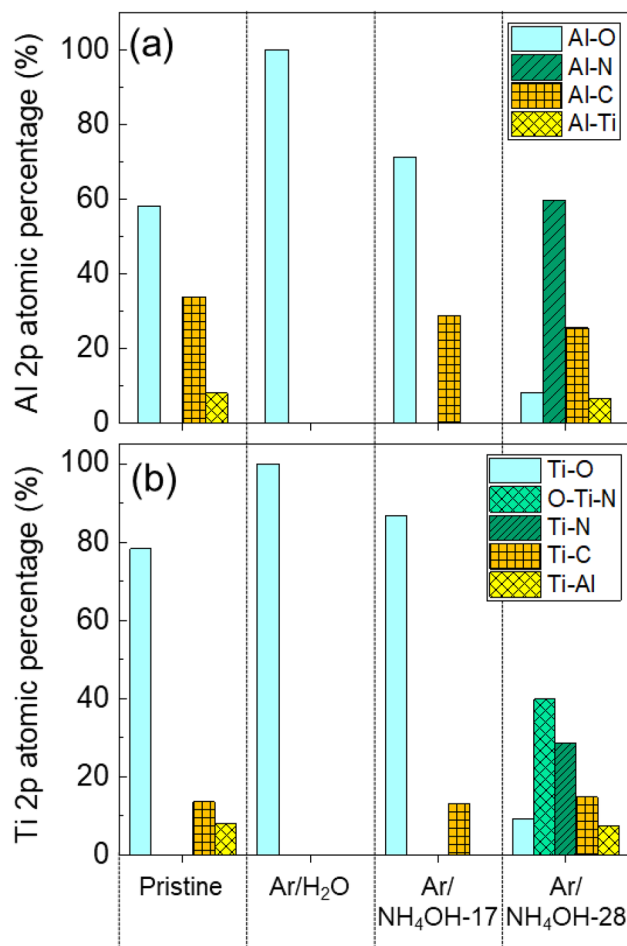 (a)
Al-O
Al-N
Al-C
Al-Ti
Al 2p atomic percentage (%)
100
80
60
40
20
0
(b)
Ti-O
O-Ti-N
Ti-N
Ti-C
Ti-Al
Ti 2p atomic percentage (%)
100
80
60
40
20
0
Pristine
Ar/H₂O
Ar/
NH₄OH-17
Ar/
NH₄OH-28